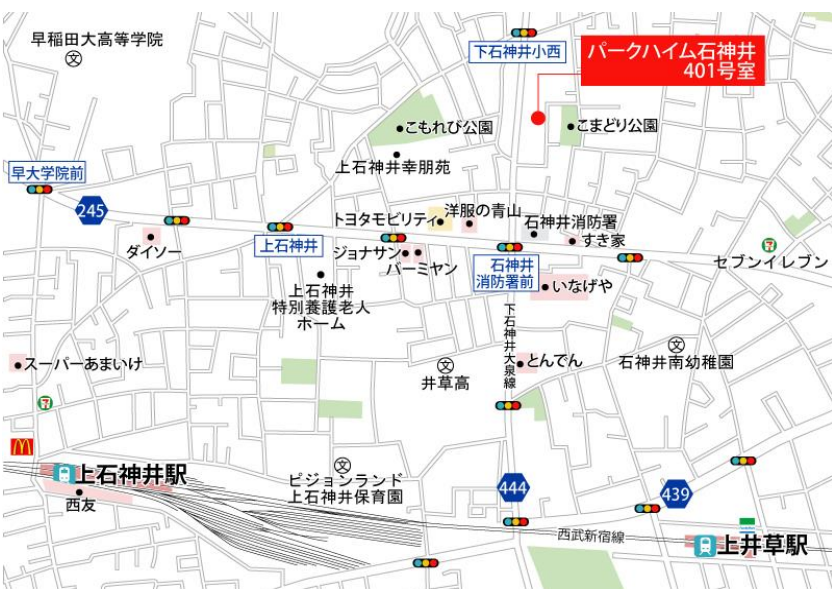 早稲田大高等学院
文
下石神井小西
パークハイム石神井
401号室
こもれび公園
こまどり公園
上石神井幸朋苑
早大学院前
245
トヨタモビリティ
洋服の青山
石神井消防署
すき家
ダイソー
上石神井
ジョナサン
バーミヤン
石神井
消防署前
7
セブンイレブン
上石神井
特別養護老人
ホーム
いなげや
下石神井大泉線
スーパーあまいけ
文
井草高
とんでん
文
石神井南幼稚園
7
M
上石神井駅
西友
文
ピジョンランド
上石神井保育園
444
439
西武新宿線
上井草駅